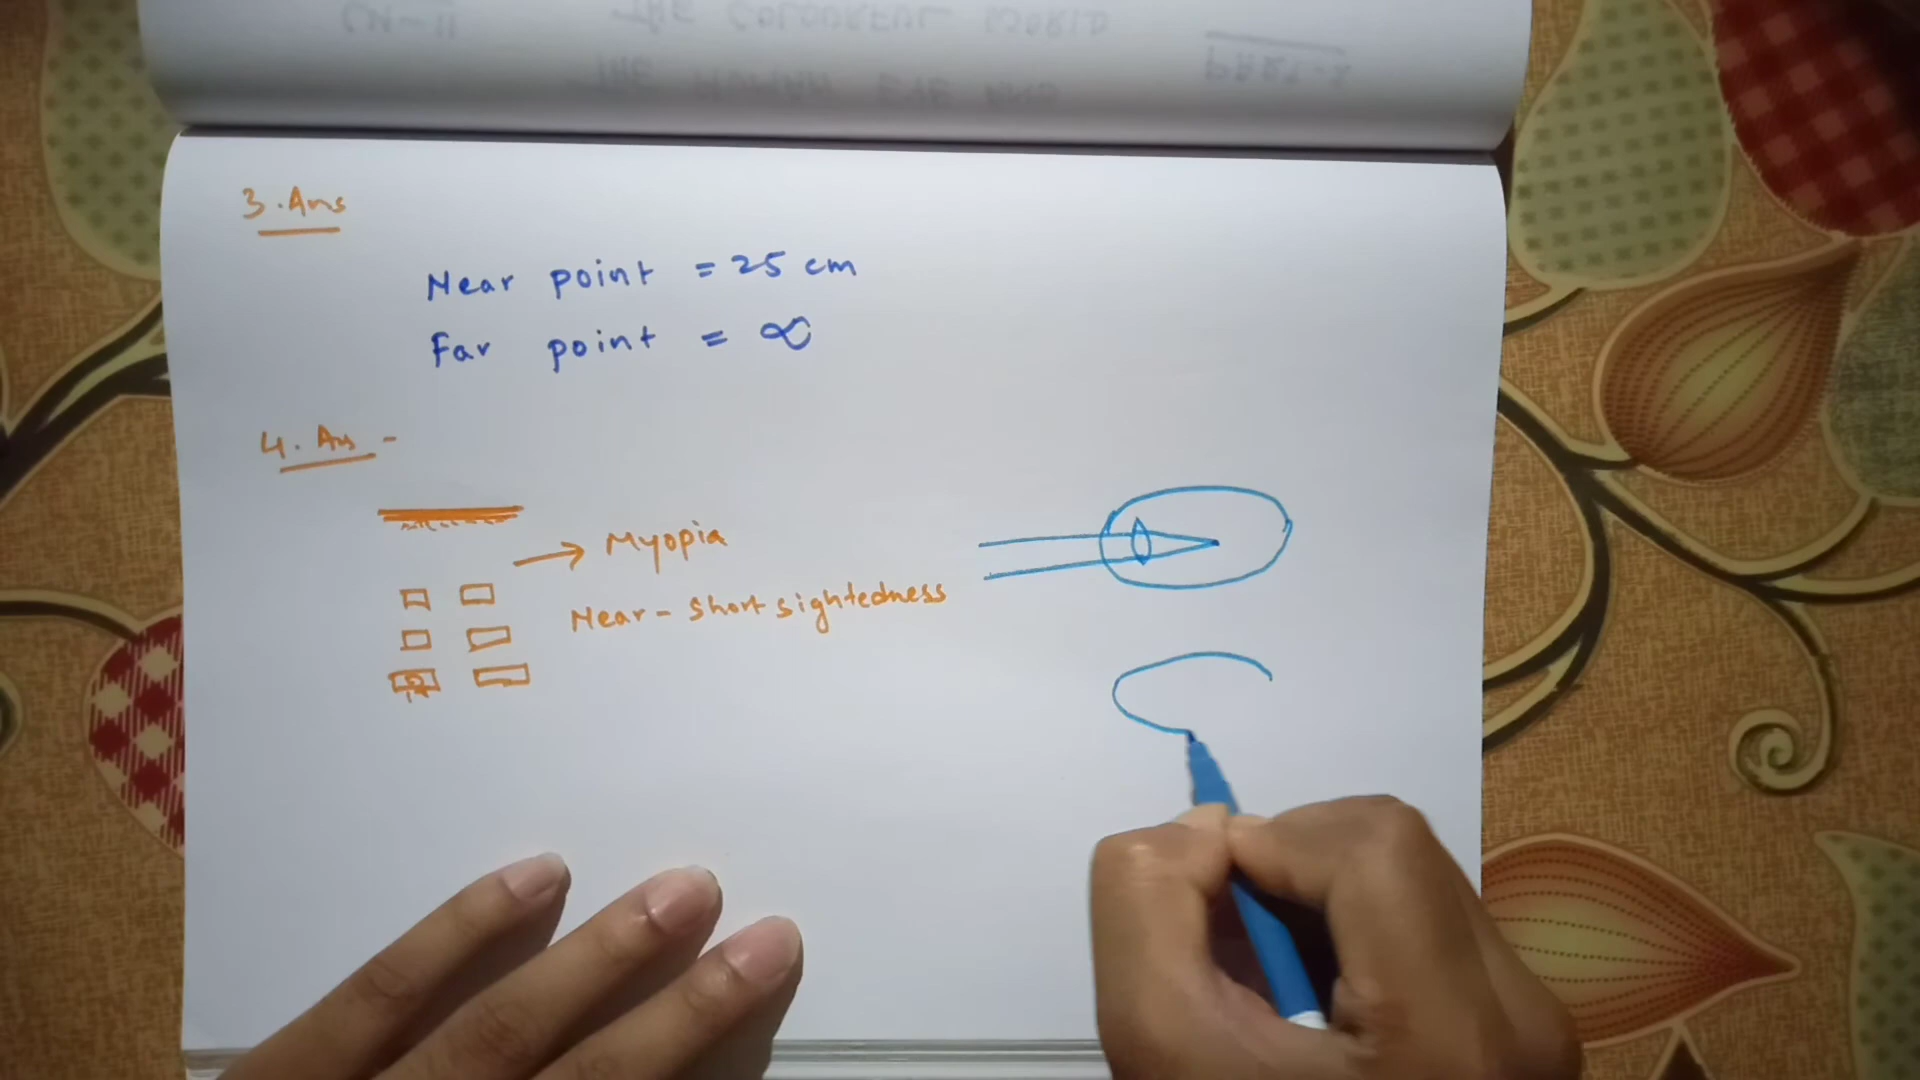 3. Ans
Near point = 25 cm
Far point = ∞
4. Ans -
→ Myopia
Near - Short sightedness